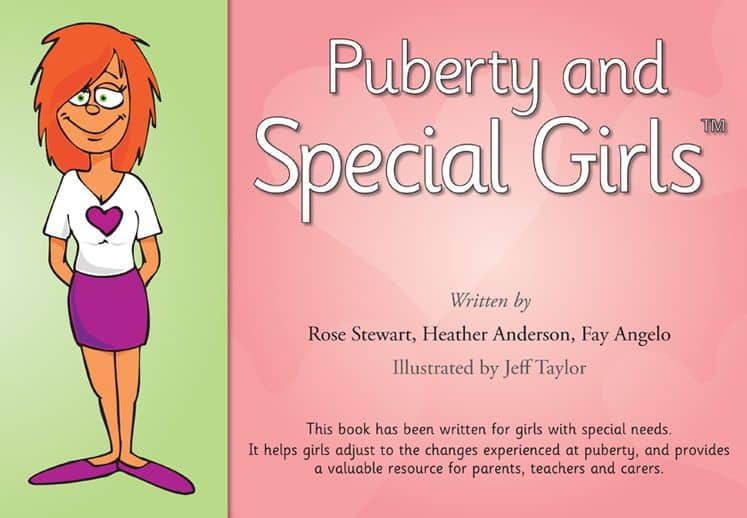 Puberty and
Special Girls™
Written by
Rose Stewart, Heather Anderson, Fay Angelo
Illustrated by Jeff Taylor
This book has been written for girls with special needs.
It helps girls adjust to the changes experienced at puberty, and provides
a valuable resource for parents, teachers and carers.